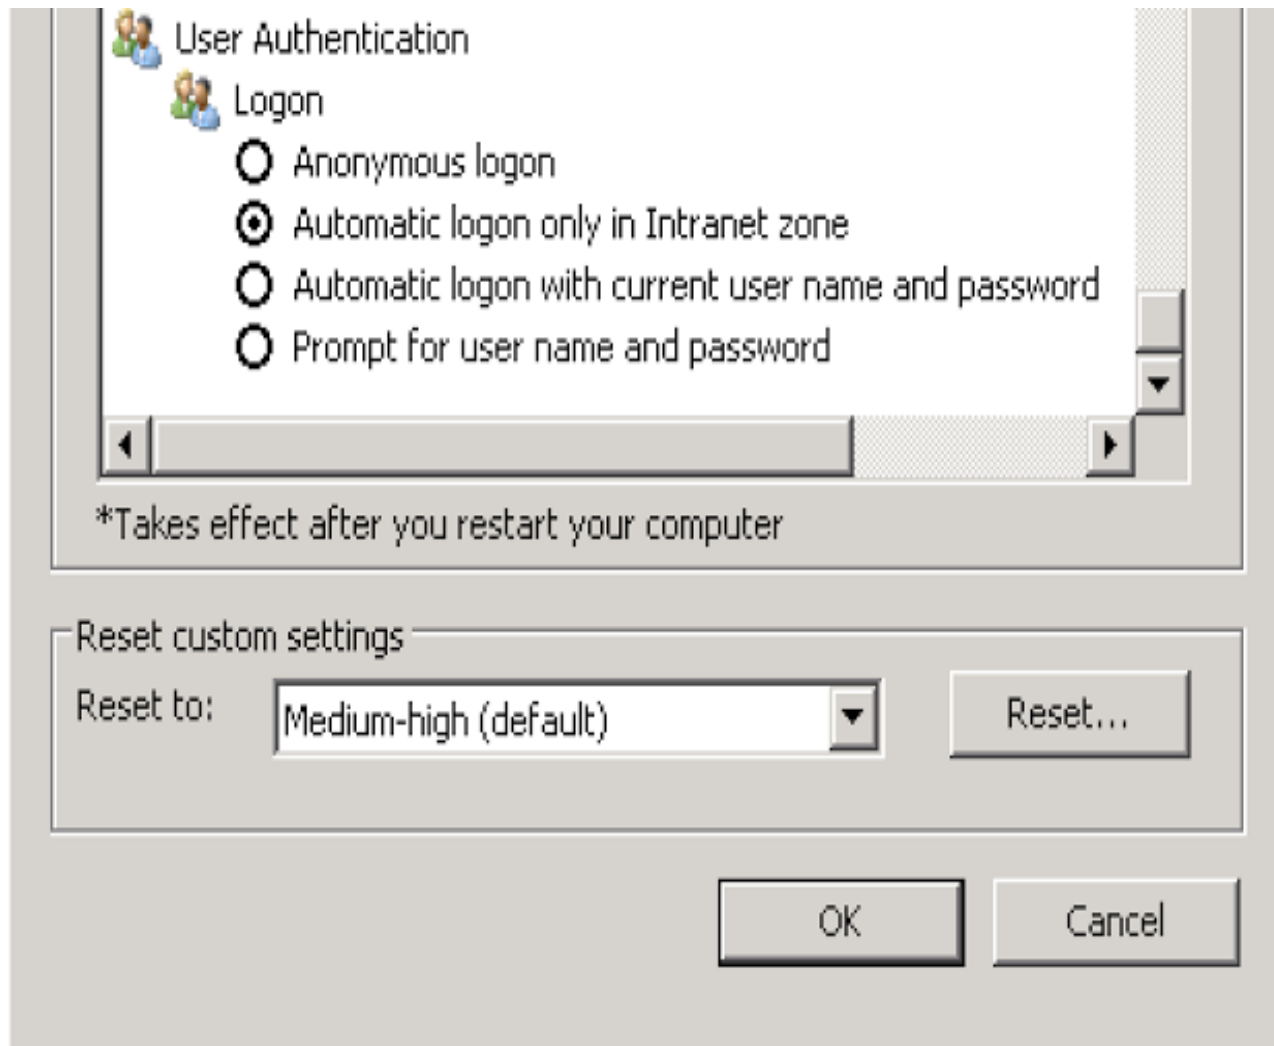 User Authentication
Logon
Anonymous logon
Automatic logon only in Intranet zone
Automatic logon with current user name and password
Prompt for user name and password
*Takes effect after you restart your computer
Reset custom settings
Reset to:
Medium-high (default)
Reset...
OK
Cancel